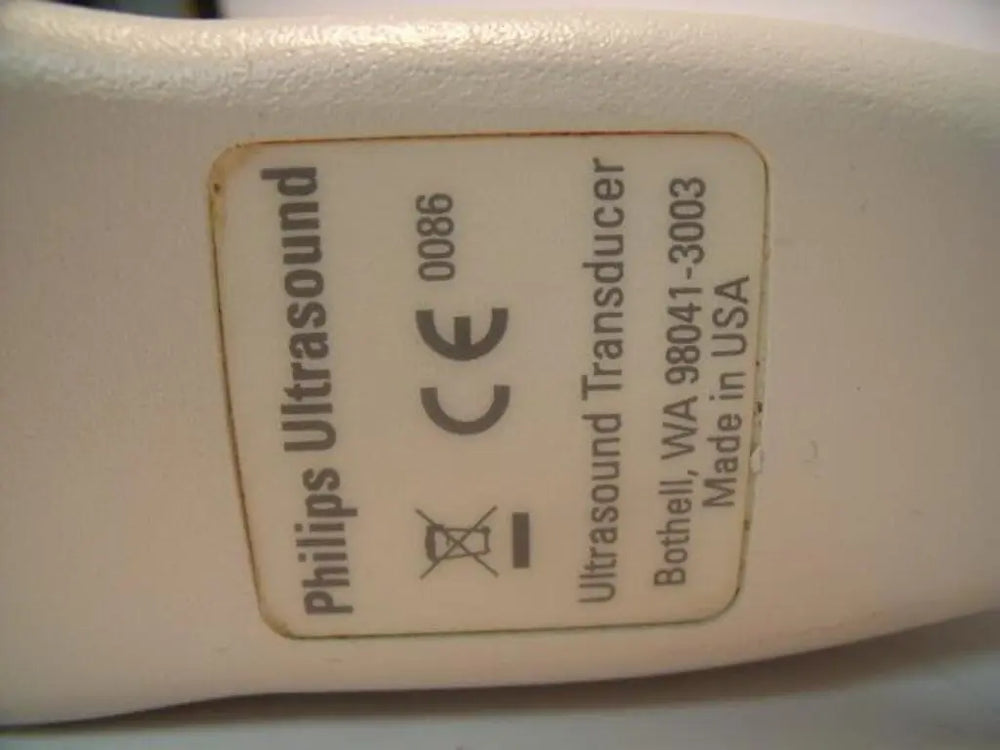 Philips Ultrasound
CE 0086
Ultrasound Transducer
Bothell, WA 98041-3003
Made in USA